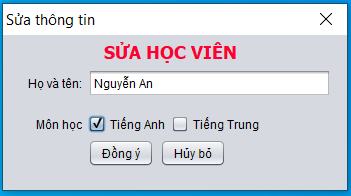 Sửa thông tin
SỬA HỌC VIÊN
Họ và tên: Nguyễn An
Môn học Tiếng Anh Tiếng Trung
Đồng ý Hủy bỏ